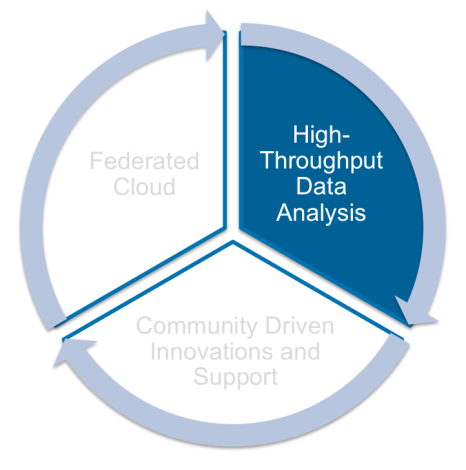 High-
Throughput
Data
Analysis
Federated
Cloud
Community Driven
Innovations and
Support